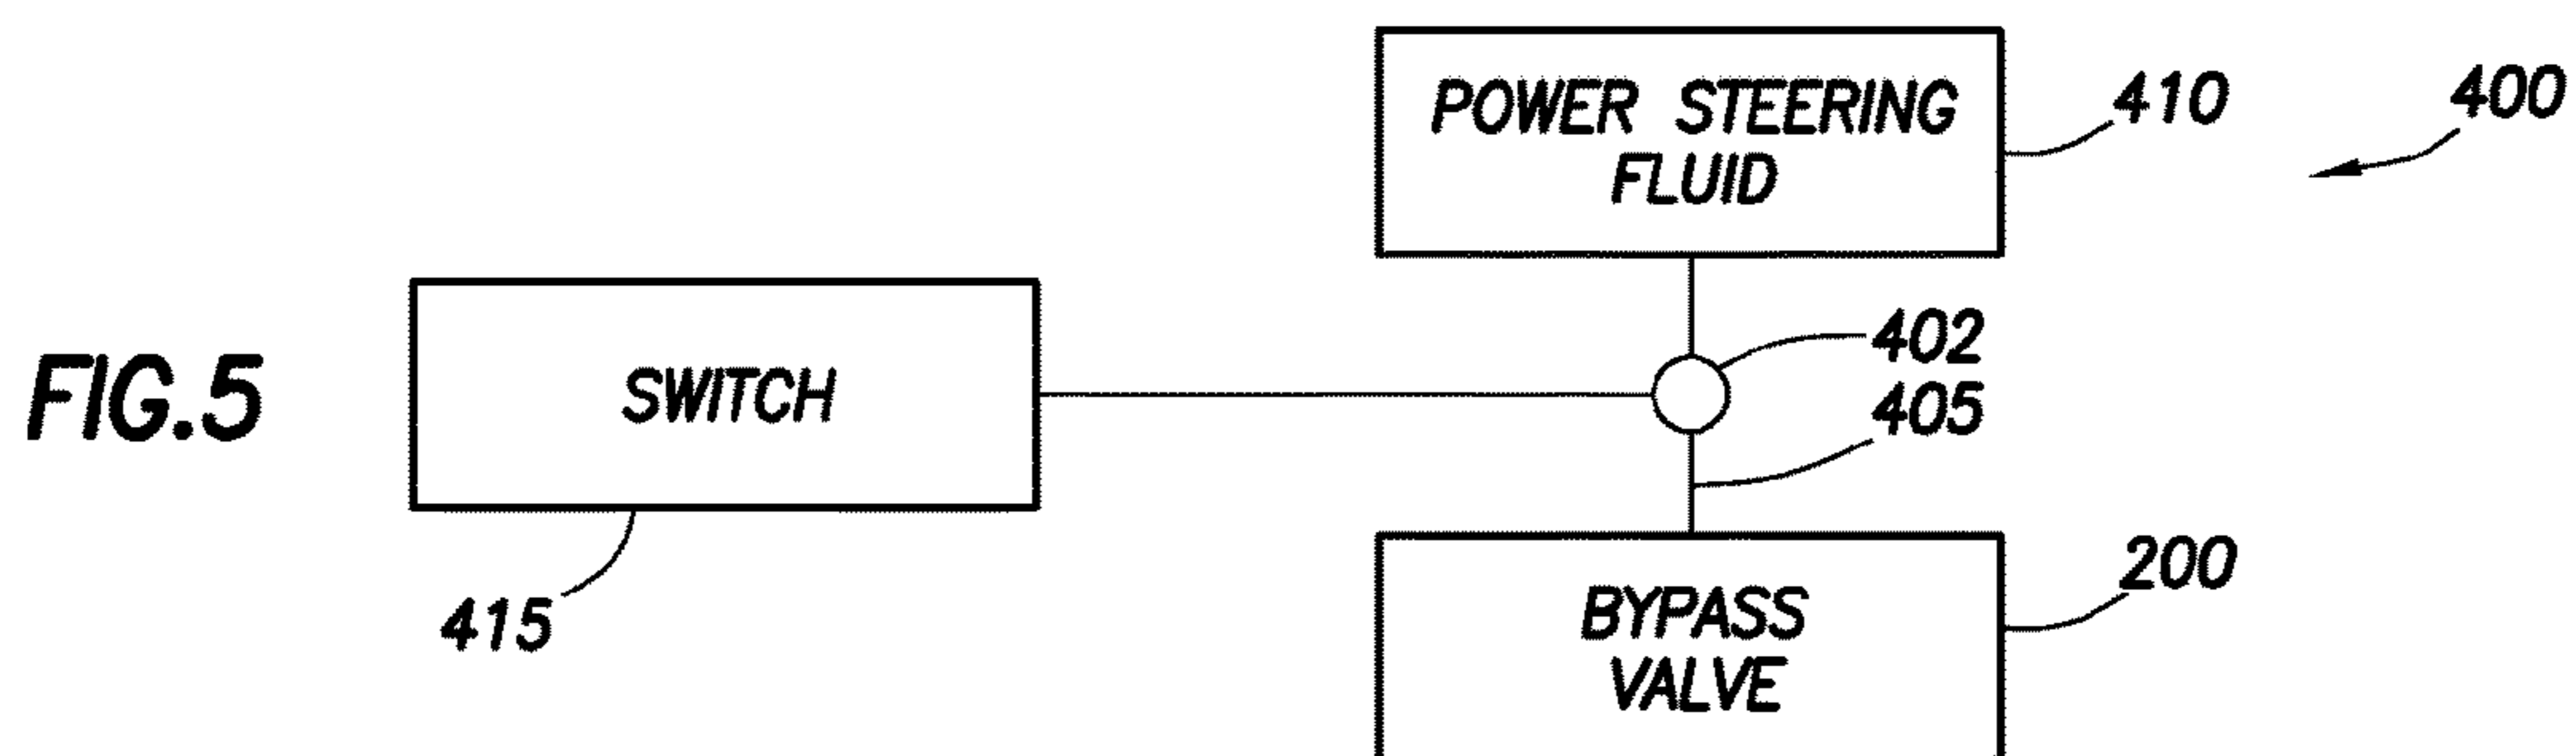 POWER STEERING
FLUID
410
400
402
405
FIG.5
SWITCH
415
BYPASS
VALVE
200